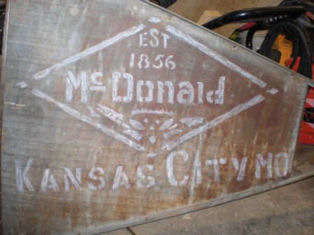 EST
1856
McDonald
KANSAS CITY MO